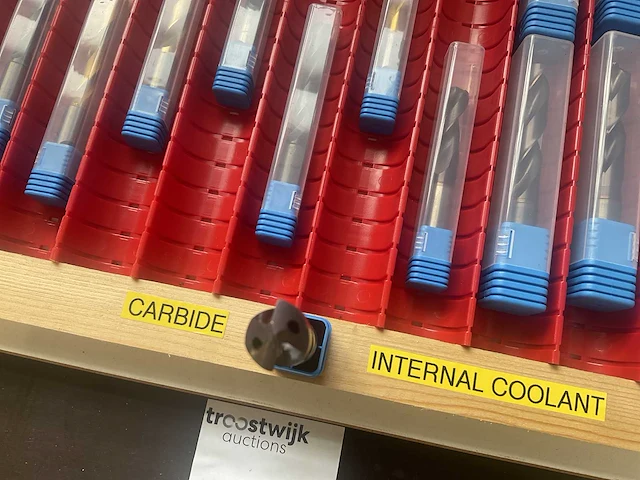 CARBIDE
INTERNAL COOLANT
troostwijk
auctions